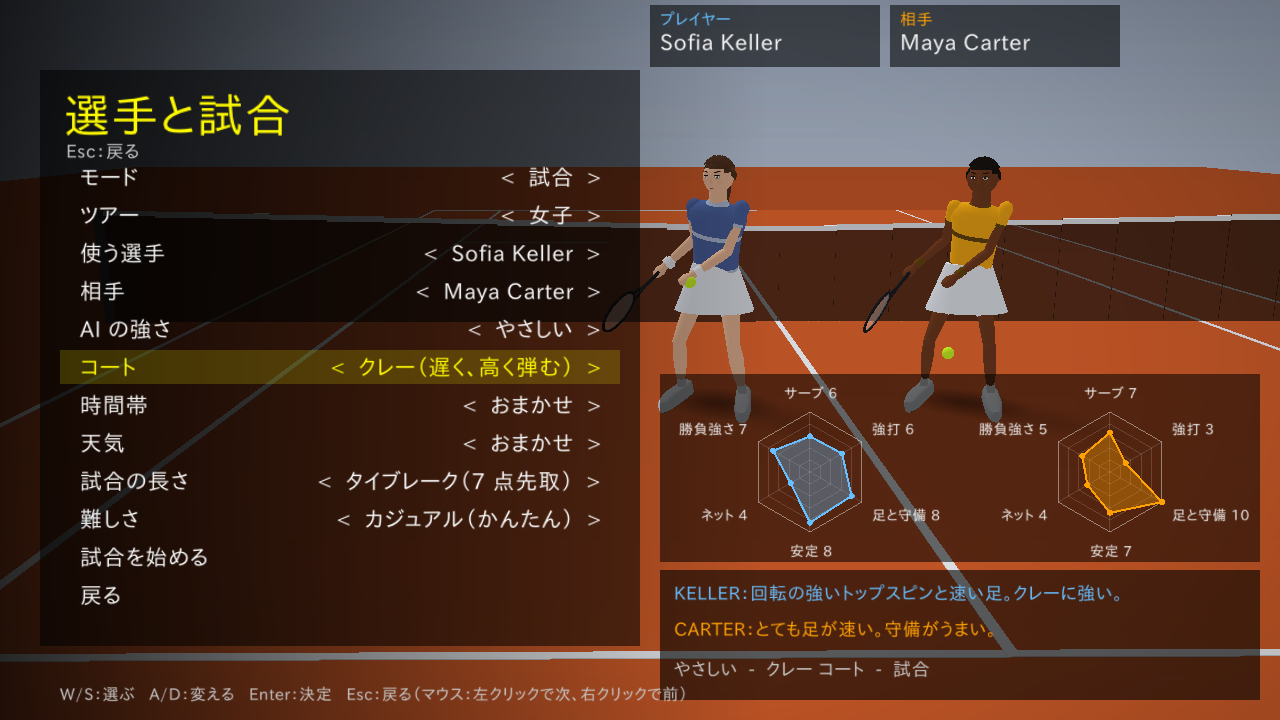 プレイヤー
Sofia Keller
相手
Maya Carter
選手と試合
Esc:戻る
モード < 試合 >
ツアー < 女子 >
使う選手 < Sofia Keller >
相手 < Maya Carter >
AI の強さ < やさしい >
コート < クレー(遅く、高く弾む) >
時間帯 < おまかせ >
天気 < おまかせ >
試合の長さ < タイブレーク(7 点先取) >
難しさ < カジュアル(かんたん) >
試合を始める
戻る
サーブ 6
勝負強さ 7
強打 6
ネット 4
足と守備 8
安定 8
サーブ 7
勝負強さ 5
強打 3
ネット 4
足と守備 10
安定 7
KELLER:回転の強いトップスピンと速い足。クレーに強い。
CARTER:とても足が速い。守備がうまい。
やさしい - クレー コート - 試合
W/S:選ぶ A/D:変える Enter:決定 Esc:戻る(マウス:左クリックで次、右クリックで前)